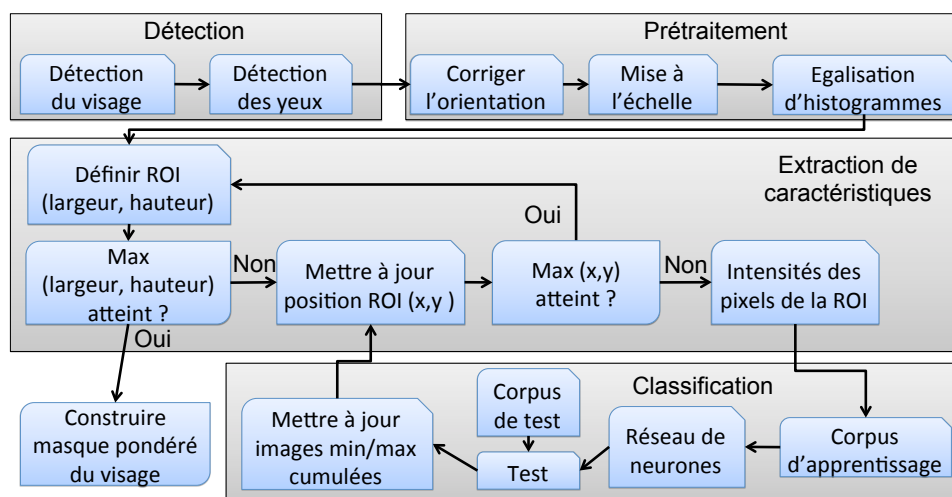 Détection
Détection
du visage
Détection
des yeux
Prétraitement
Corriger
l'orientation
Mise à
l'échelle
Egalisation
d'histogrammes
Extraction de
caractéristiques
Définir ROI
(largeur, hauteur)
Max
(largeur, hauteur)
atteint ?
Non
Oui
Mettre à jour
position ROI (x,y )
Max (x,y)
atteint ?
Oui
Non
Intensités des
pixels de la ROI
Construire
masque pondéré
du visage
Classification
Mettre à jour
images min/max
cumulées
Corpus
de test
Test
Réseau de
neurones
Corpus
d'apprentissage